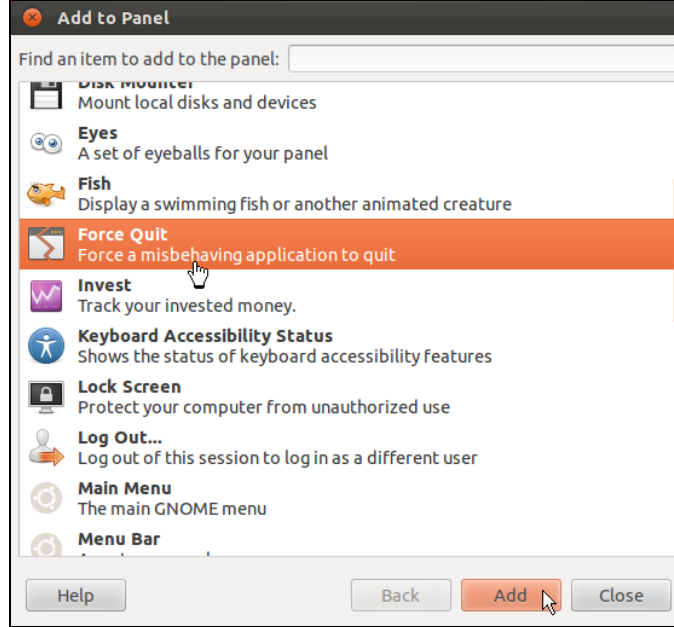 Add to Panel
Find an item to add to the panel:
Disk Mounter
Mount local disks and devices
Eyes
A set of eyeballs for your panel
Fish
Display a swimming fish or another animated creature
Force Quit
Force a misbehaving application to quit
Invest
Track your invested money.
Keyboard Accessibility Status
Shows the status of keyboard accessibility features
Lock Screen
Protect your computer from unauthorized use
Log Out...
Log out of this session to log in as a different user
Main Menu
The main GNOME menu
Menu Bar
Help
Back
Add
Close